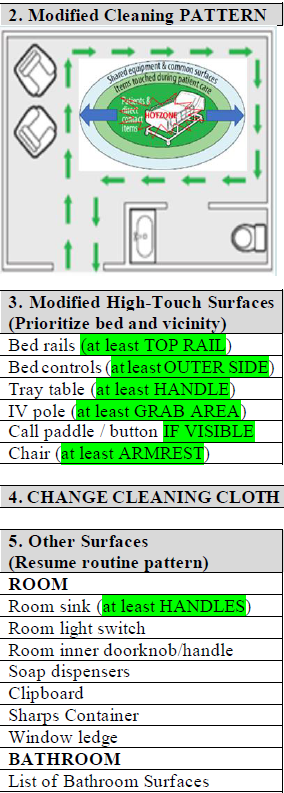 2. Modified Cleaning PATTERN
Shared equipment & common surfaces
Items touched during patient care
Patients &
direct
contact
items
HOTZONE
3. Modified High-Touch Surfaces
(Prioritize bed and vicinity)
Bed rails (at least TOP RAIL)
Bed controls (at least OUTER SIDE)
Tray table (at least HANDLE)
IV pole (at least GRAB AREA)
Call paddle / button IF VISIBLE
Chair (at least ARMREST)
4. CHANGE CLEANING CLOTH
5. Other Surfaces
(Resume routine pattern)
ROOM
Room sink (at least HANDLES)
Room light switch
Room inner doorknob/handle
Soap dispensers
Clipboard
Sharps Container
Window ledge
BATHROOM
List of Bathroom Surfaces